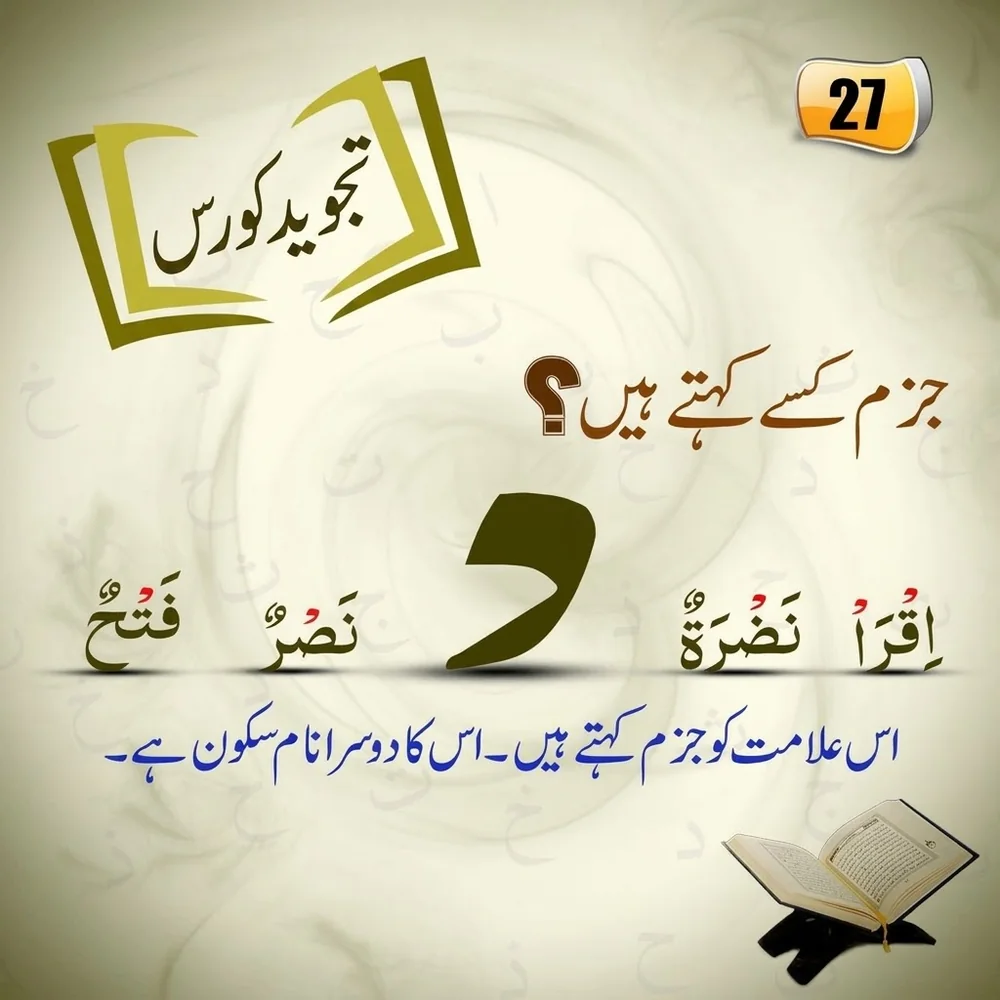 27
تجوید کورس
جزم کسے کہتے ہیں؟
اِقْرَاْ نَضْرَةٌ نَصْرٌ فَتْحٌ
اس علامت کو جزم کہتے ہیں۔ اس کا دوسرا نام سکون ہے۔